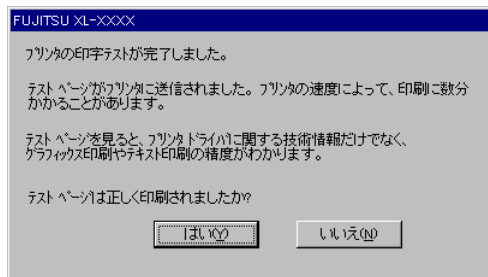 FUJITSU XL-XXXX
プリンタの印字テストが完了しました。
テスト ページがプリンタに送信されました。プリンタの速度によって、印刷に数分
かかることがあります。
テスト ページを見ると、プリンタ ドライバに関する技術情報だけでなく、
グラフィックス印刷やテキスト印刷の精度がわかります。
テスト ページは正しく印刷されましたか?
はい(Y)
いいえ(N)